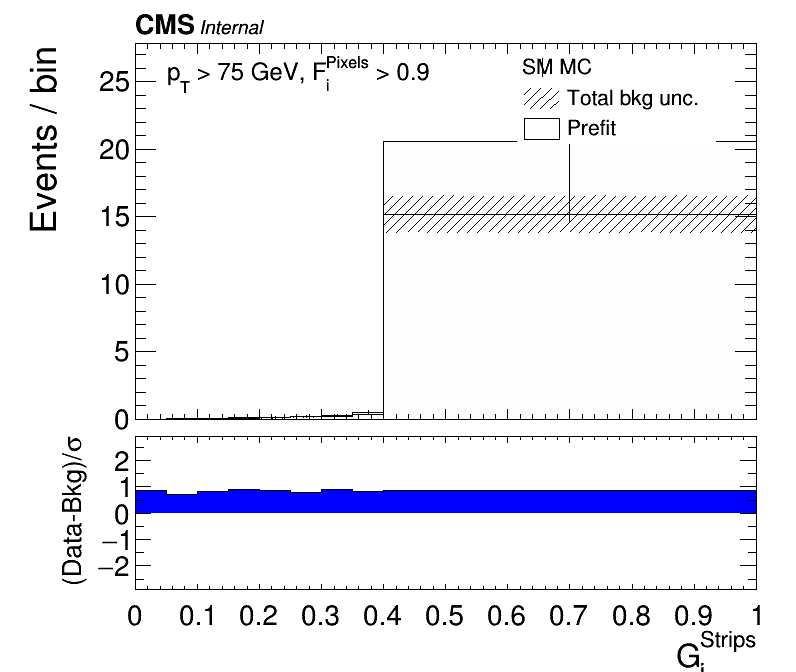 CMS Internal
p_T > 75 GeV, F_i^Pixels > 0.9
SM MC
Total bkg unc.
Prefit
Events / bin
25
20
15
10
5
0
(Data-Bkg)/σ
2
1
0
−1
−2
0 0.1 0.2 0.3 0.4 0.5 0.6 0.7 0.8 0.9 1
G_i^Strips